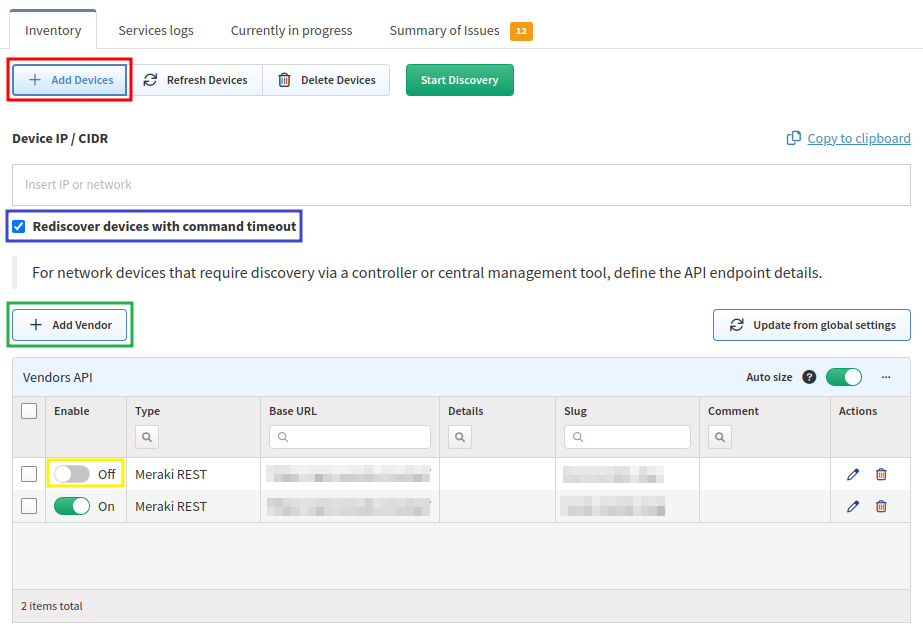 Inventory Services logs Currently in progress Summary of Issues 12
Add Devices Refresh Devices Delete Devices Start Discovery
Device IP / CIDR Copy to clipboard
Insert IP or network
Rediscover devices with command timeout
For network devices that require discovery via a controller or central management tool, define the API endpoint details.
Add Vendor Update from global settings
Vendors API Auto size ? ...
Enable Type Base URL Details Slug Comment Actions
Off Meraki REST
On Meraki REST
2 items total